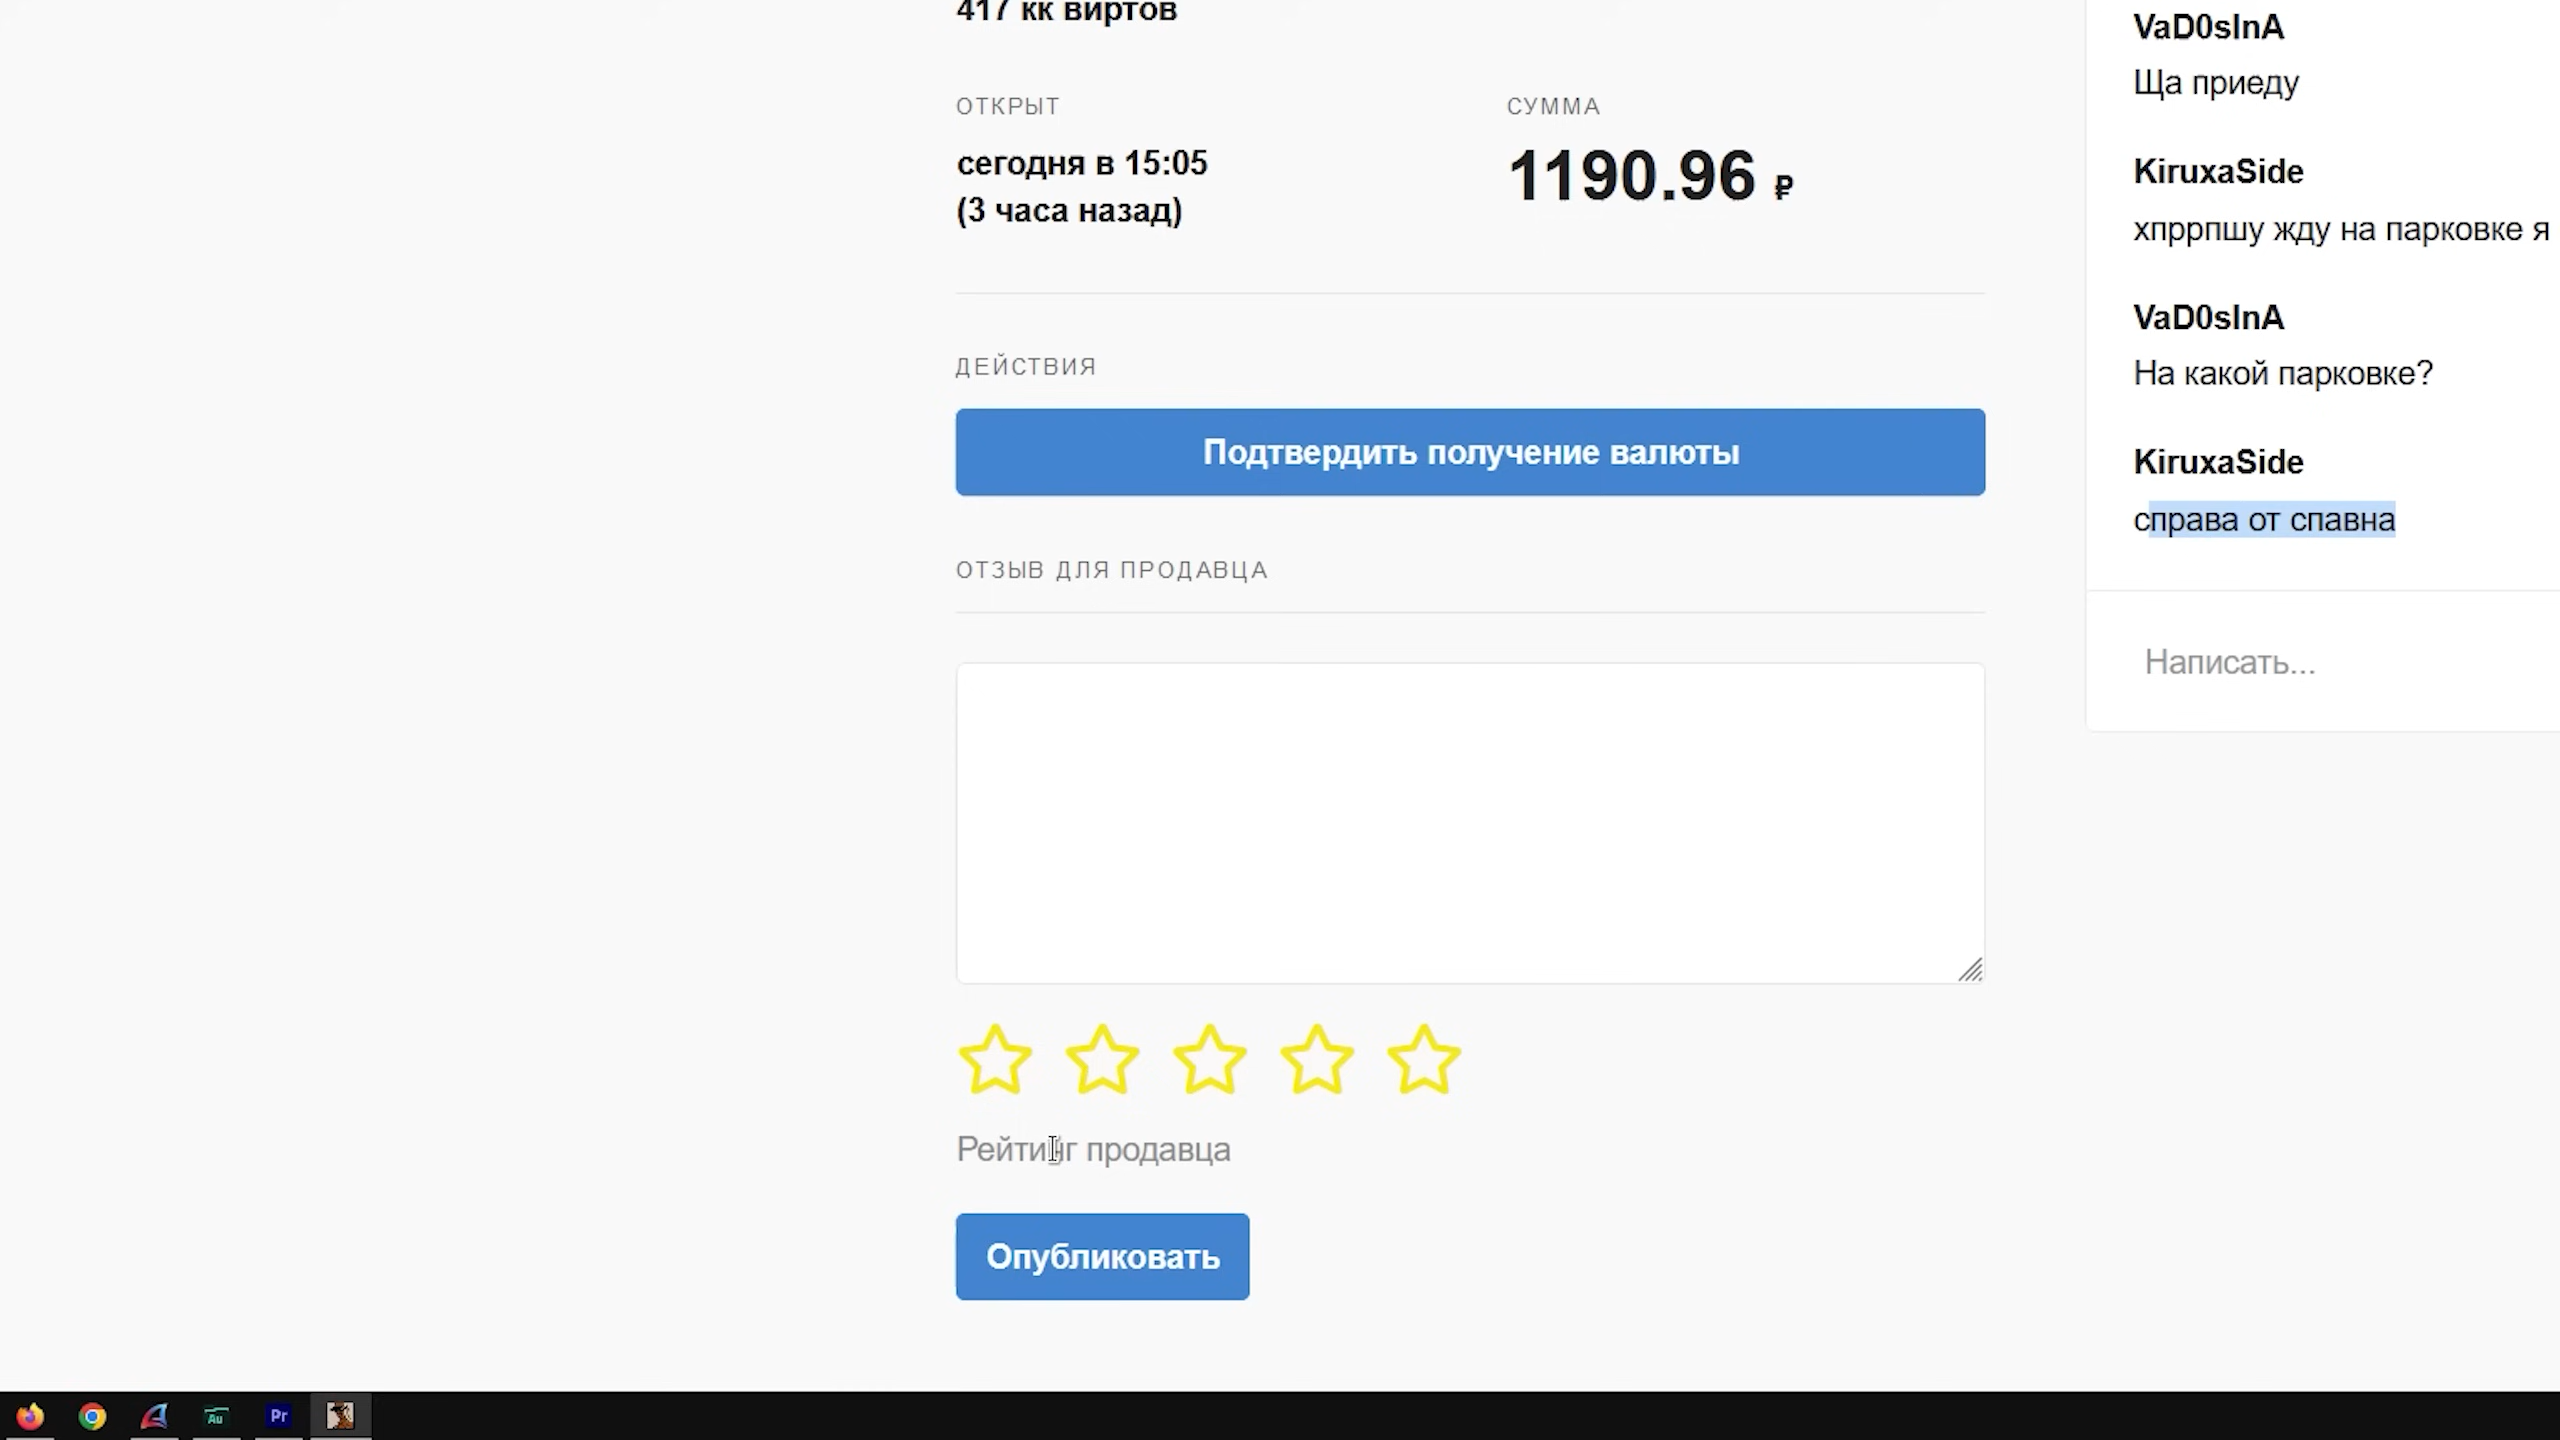 417 кк виртов
ОТКРЫТ
сегодня в 15:05
(3 часа назад)
СУММА
1190.96 ₽
ДЕЙСТВИЯ
Подтвердить получение валюты
ОТЗЫВ ДЛЯ ПРОДАВЦА
Рейтинг продавца
Опубликовать
VaD0sInA
Ща приеду
KiruxaSide
хпррпшу жду на парковке я
VaD0sInA
На какой парковке?
KiruxaSide
справа от спавна
Написать...
Au
Pr